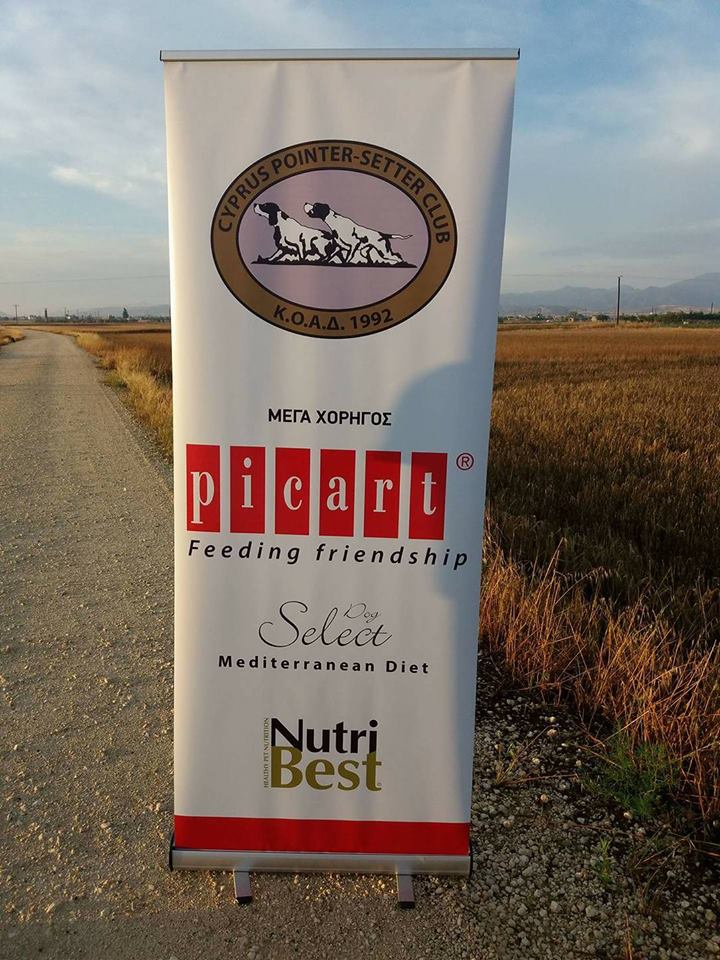 CYPRUS POINTER-SETTER CLUB
Κ.Ο.Α.Δ. 1992
ΜΕΓΑ ΧΟΡΗΓΟΣ
picart®
Feeding friendship
Dog
Select
Mediterranean Diet
HEALTHY PET NUTRITION
Nutri
Best